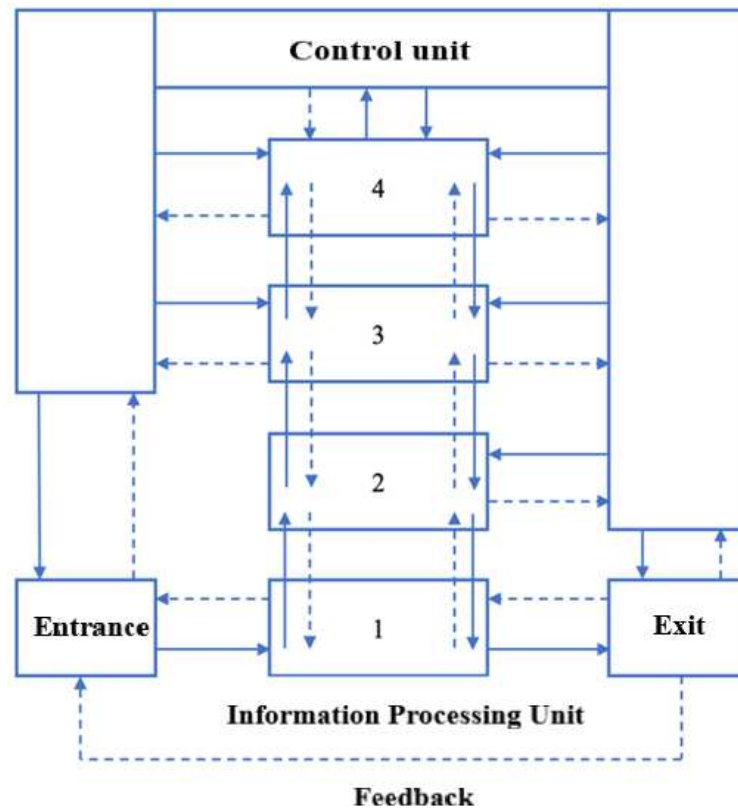 Control unit
4
3
2
Entrance
1
Exit
Information Processing Unit
Feedback